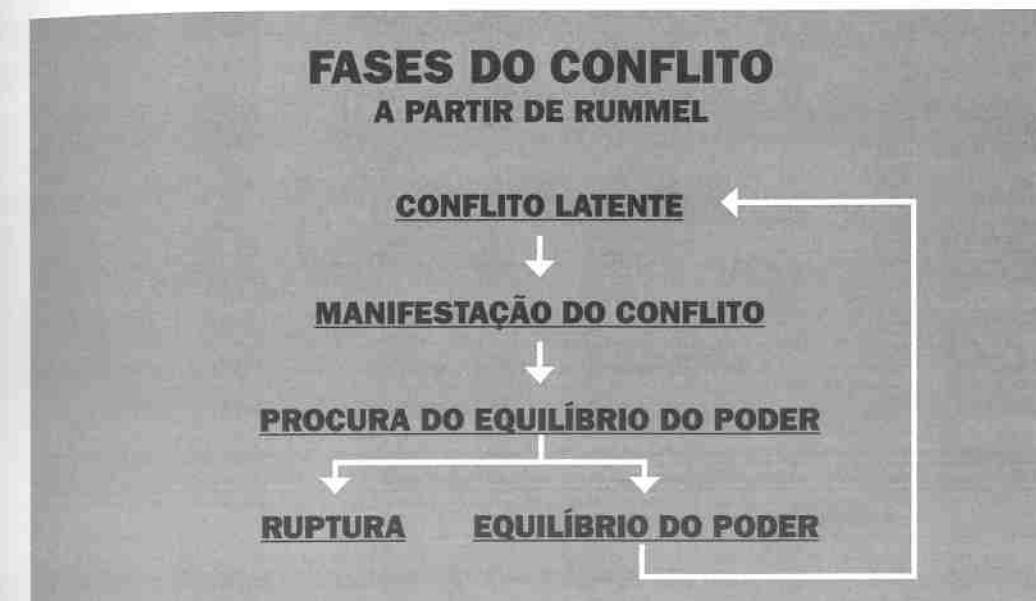 FASES DO CONFLITO
A PARTIR DE RUMMEL
CONFLITO LATENTE
MANIFESTAÇÃO DO CONFLITO
PROCURA DO EQUILÍBRIO DO PODER
RUPTURA EQUILÍBRIO DO PODER